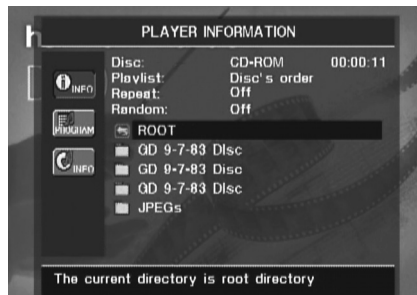 PLAYER INFORMATION
Disc: CD-ROM 00:00:11
Playlist: Disc's order
Repeat: Off
Random: Off
INFO
PROGRAM
INFO
ROOT
GD 9-7-83 DIsc
GD 9-7-83 Disc
GD 9-7-83 DIsc
JPEGs
The current directory is root directory